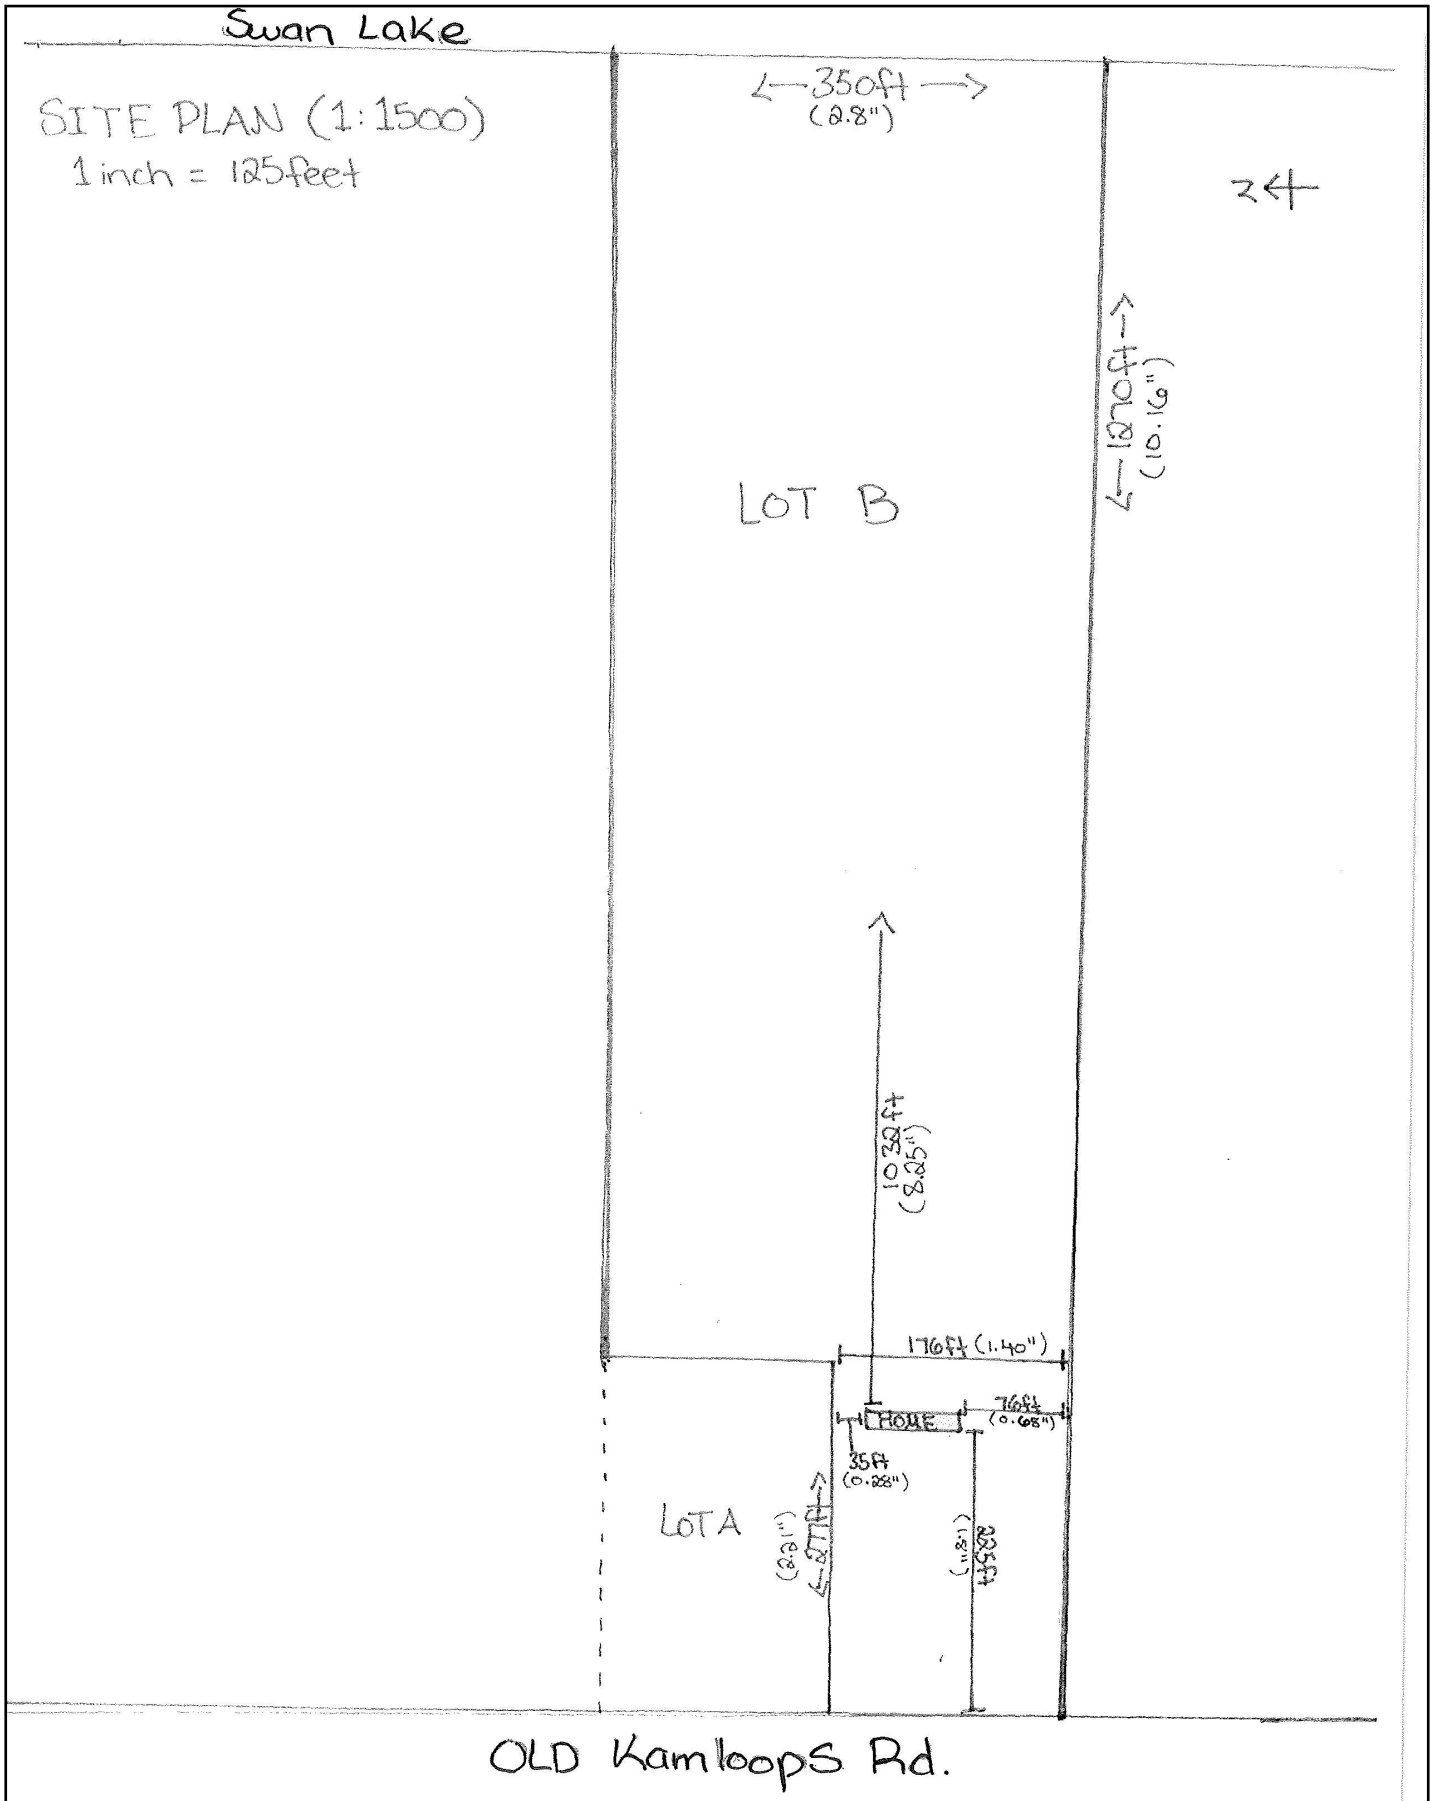 Swan Lake
SITE PLAN (1:1500)
1 inch = 125feet
350ft
(2.8")
N
1270ft
(10.16")
LOT B
1032ft
(8.25")
176ft (1.40")
HOME
76ft
(0.68")
35ft
(0.28")
LOT A
277ft
(2.21")
225ft
(1.8")
OLD Kamloops Rd.